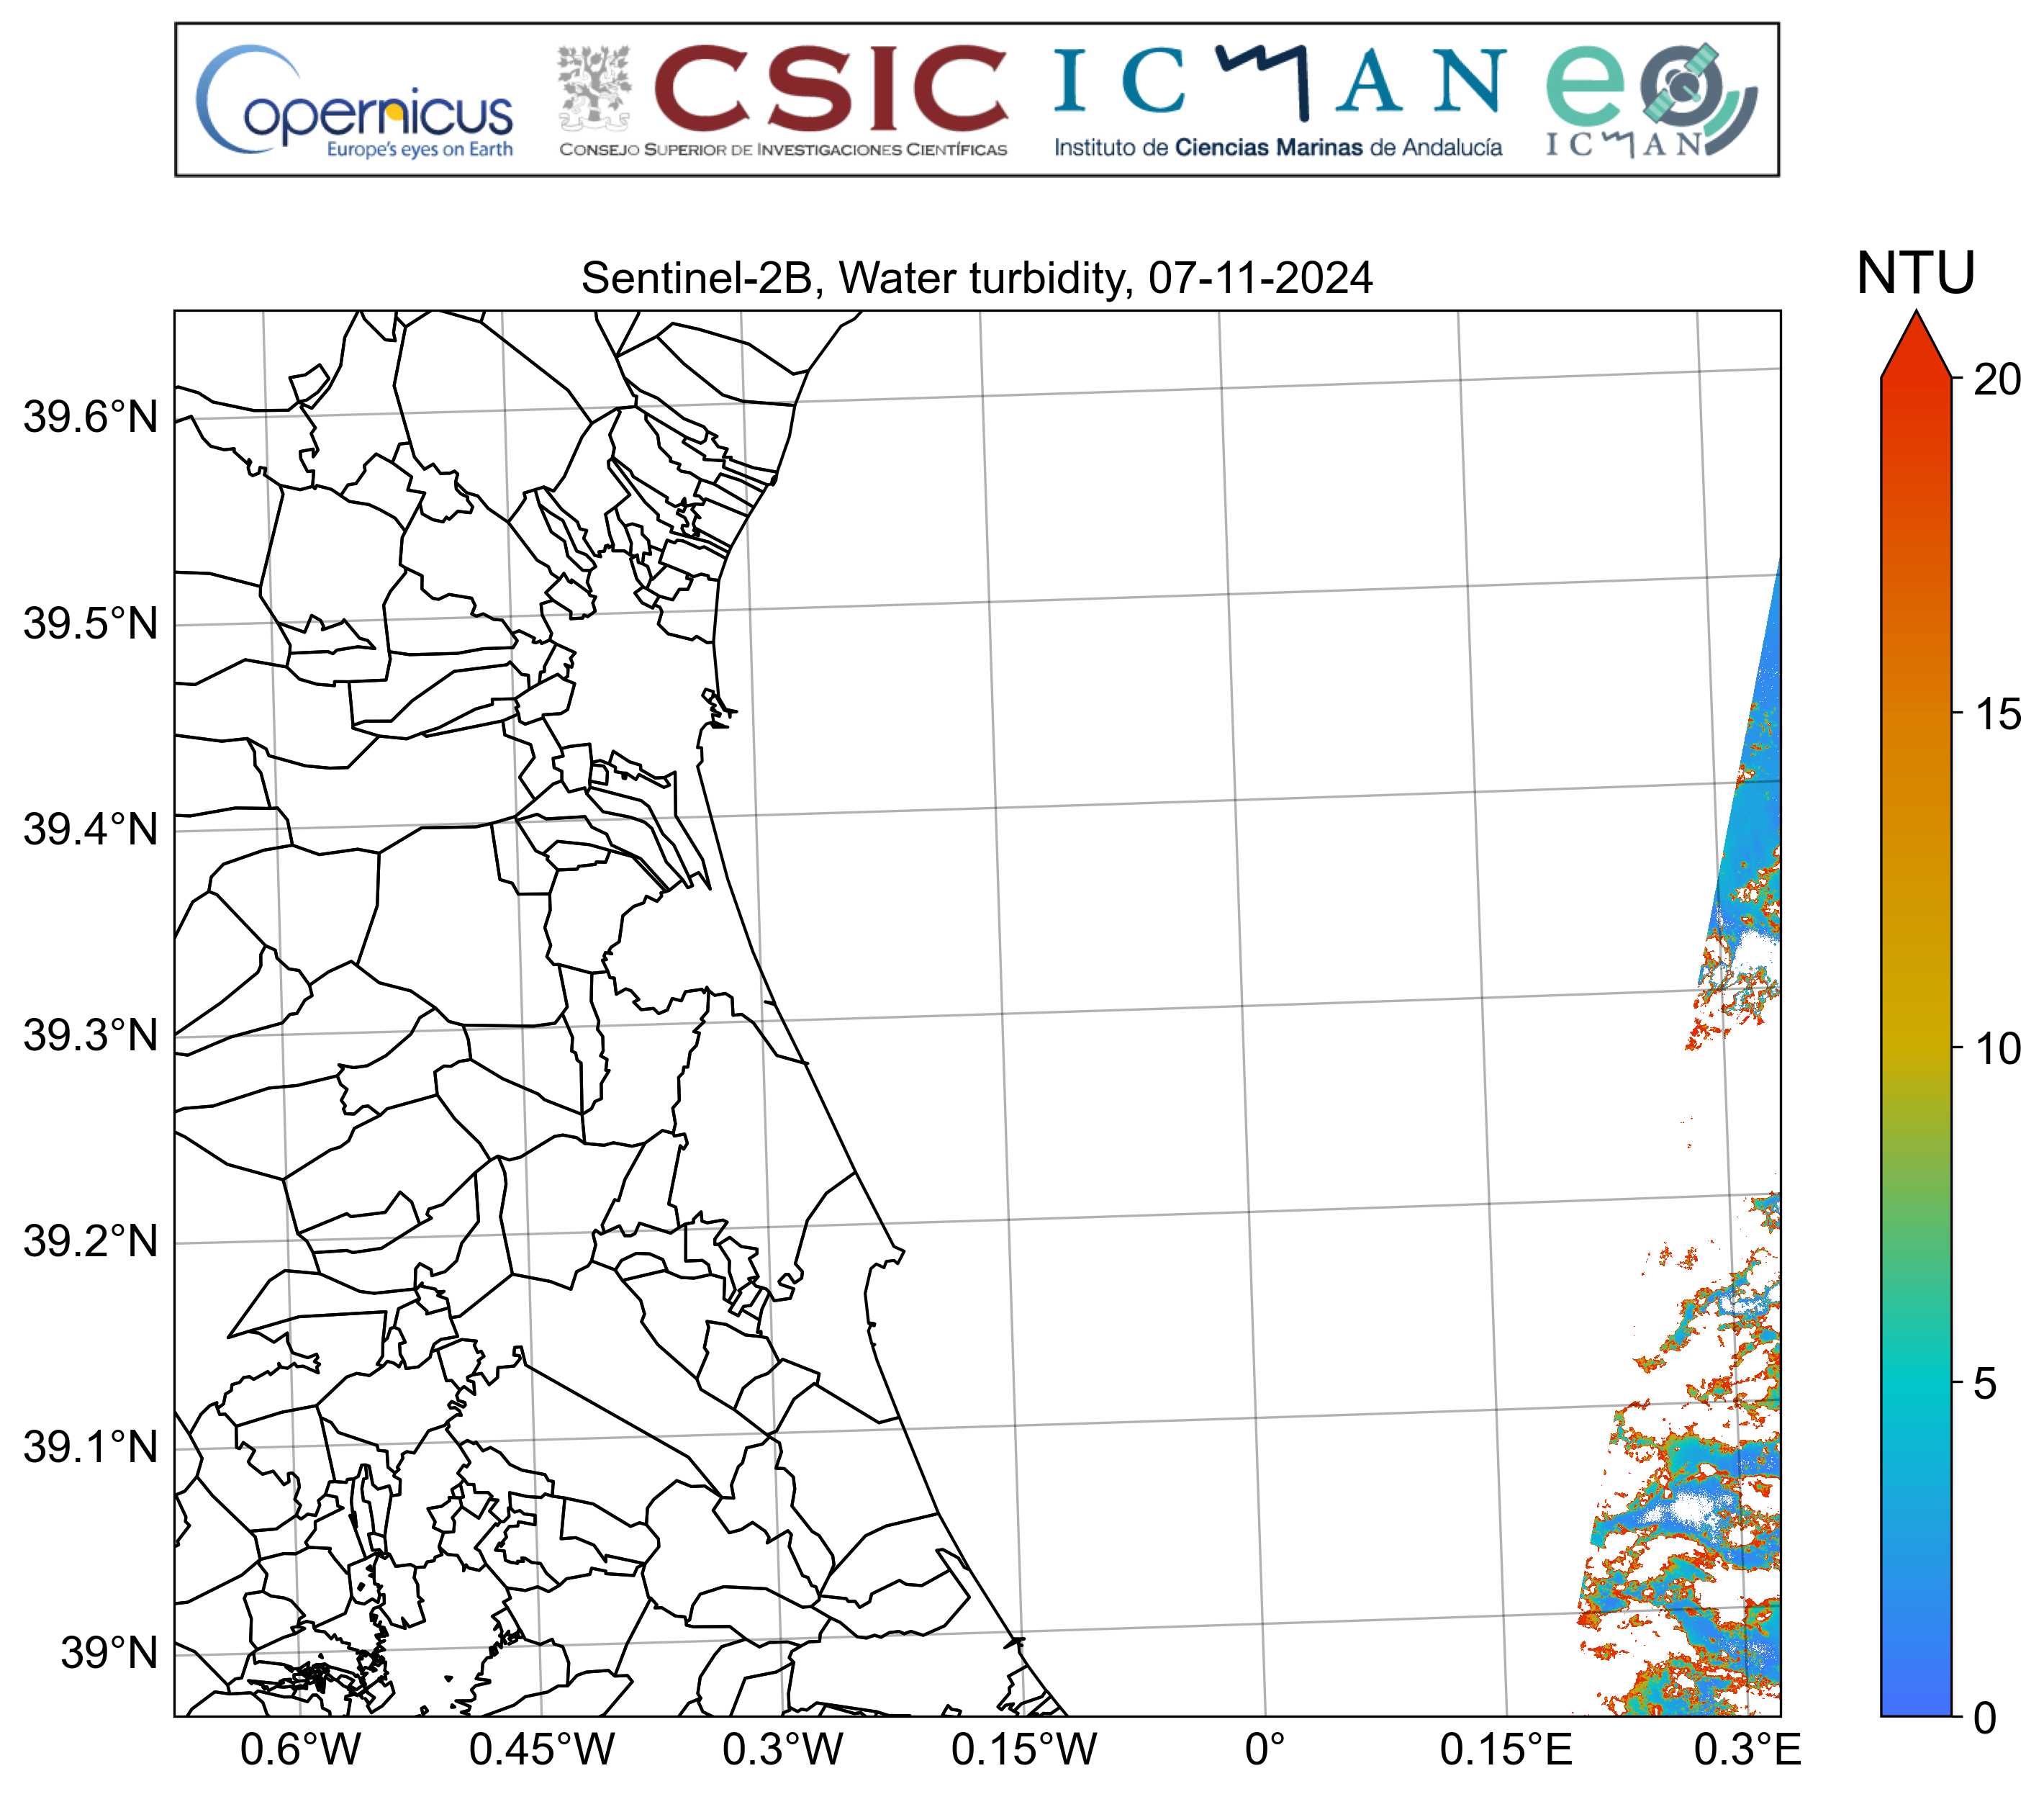 Copernicus
Europe's eyes on Earth
CSIC
CONSEJO SUPERIOR DE INVESTIGACIONES CIENTÍFICAS
ICMAN
Instituto de Ciencias Marinas de Andalucía
eo
ICMAN
Sentinel-2B, Water turbidity, 07-11-2024
NTU
39.6°N
39.5°N
39.4°N
39.3°N
39.2°N
39.1°N
39°N
0.6°W 0.45°W 0.3°W 0.15°W 0° 0.15°E 0.3°E
20
15
10
5
0